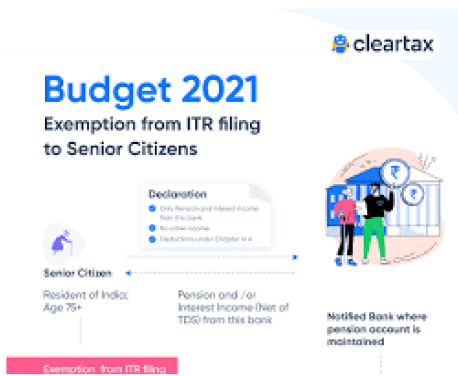 cleartax
Budget 2021
Exemption from ITR filing
to Senior Citizens
Declaration
Only Pension and Interest Income
from this bank
No other income
Deductions under Chapter VI A
Senior Citizen
Resident of India;
Age 75+
Pension and /or
Interest Income (Net of
TDS) from this bank
Notified Bank where
pension account is
maintained
Exemption from ITR filing